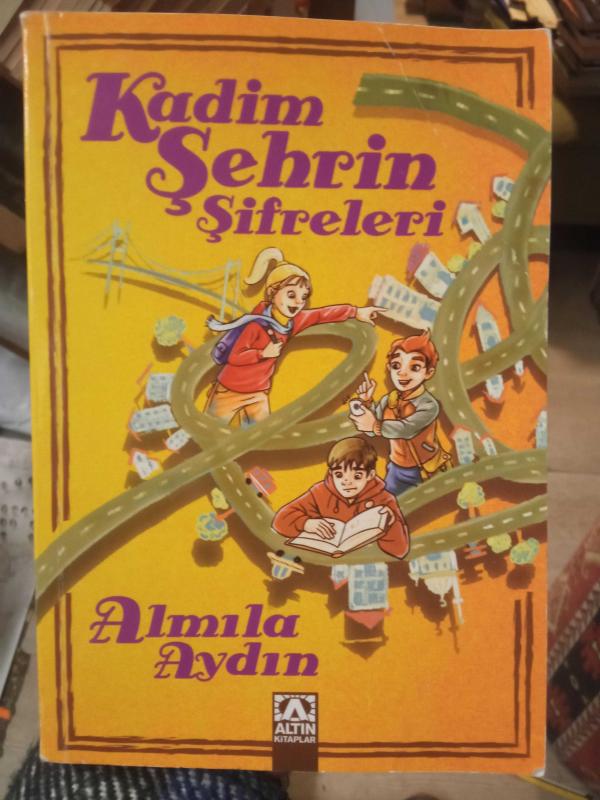 Kadim
Şehrin
Şifreleri
Almıla
Aydın
ALTIN
KİTAPLAR